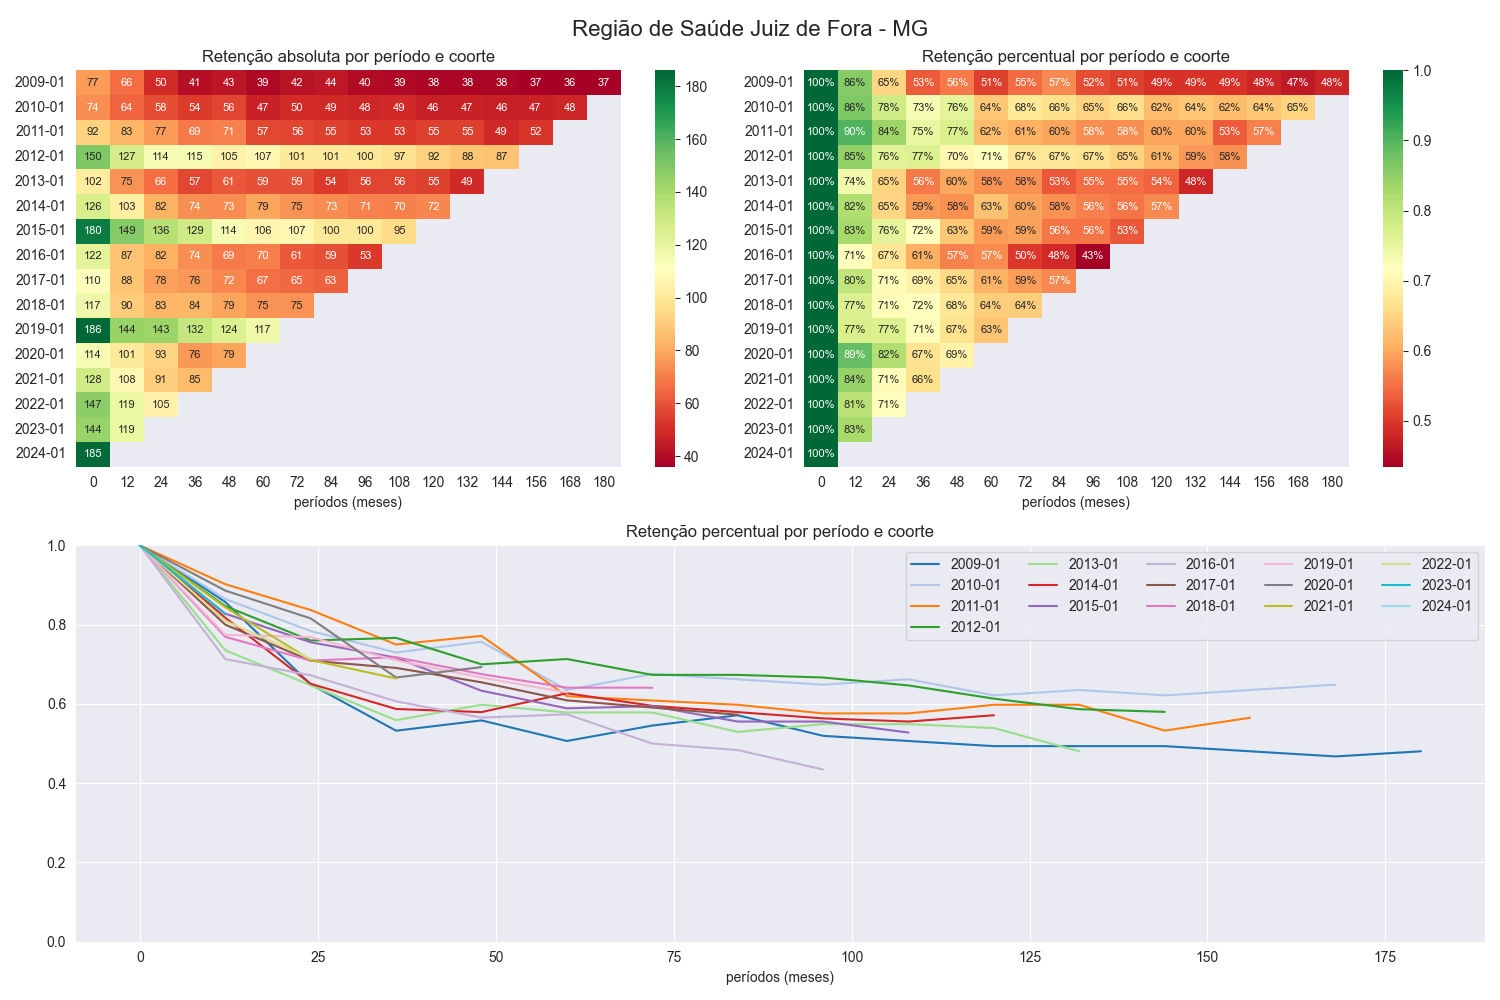 Região de Saúde Juiz de Fora - MG
Retenção absoluta por período e coorte
2009-01 77 66 50 41 43 39 42 44 40 39 38 38 38 37 36 37
2010-01 74 64 58 54 56 47 50 49 48 49 46 47 46 47 48
2011-01 92 83 77 69 71 57 56 55 53 53 55 55 49 52
2012-01 150 127 114 115 105 107 101 101 100 97 92 88 87
2013-01 102 75 66 57 61 59 59 54 56 56 55 49
2014-01 126 103 82 74 73 79 75 73 71 70 72
2015-01 180 149 136 129 114 106 107 100 100 95
2016-01 122 87 82 74 69 70 61 59 53
2017-01 110 88 78 76 72 67 65 63
2018-01 117 90 83 84 79 75 75
2019-01 186 144 143 132 124 117
2020-01 114 101 93 76 79
2021-01 128 108 91 85
2022-01 147 119 105
2023-01 144 119
2024-01 185
0 12 24 36 48 60 72 84 96 108 120 132 144 156 168 180
períodos (meses)
180
160
140
120
100
80
60
40
Retenção percentual por período e coorte
2009-01 100% 86% 65% 53% 56% 51% 55% 57% 52% 51% 49% 49% 49% 48% 47% 48%
2010-01 100% 86% 78% 73% 76% 64% 68% 66% 65% 66% 62% 64% 62% 64% 65%
2011-01 100% 90% 84% 75% 77% 62% 61% 60% 58% 58% 60% 60% 53% 57%
2012-01 100% 85% 76% 77% 70% 71% 67% 67% 67% 65% 61% 59% 58%
2013-01 100% 74% 65% 56% 60% 58% 58% 53% 55% 55% 54% 48%
2014-01 100% 82% 65% 59% 58% 63% 60% 58% 56% 56% 57%
2015-01 100% 83% 76% 72% 63% 59% 59% 56% 56% 53%
2016-01 100% 71% 67% 61% 57% 57% 50% 48% 43%
2017-01 100% 80% 71% 69% 65% 61% 59% 57%
2018-01 100% 77% 71% 72% 68% 64% 64%
2019-01 100% 77% 77% 71% 67% 63%
2020-01 100% 89% 82% 67% 69%
2021-01 100% 84% 71% 66%
2022-01 100% 81% 71%
2023-01 100% 83%
2024-01 100%
0 12 24 36 48 60 72 84 96 108 120 132 144 156 168 180
períodos (meses)
1.0
0.9
0.8
0.7
0.6
0.5
Retenção percentual por período e coorte
1.0
0.8
0.6
0.4
0.2
0.0
2009-01 2013-01 2016-01 2019-01 2022-01
2010-01 2014-01 2017-01 2020-01 2023-01
2011-01 2015-01 2018-01 2021-01 2024-01
2012-01
0 25 50 75 100 125 150 175
períodos (meses)